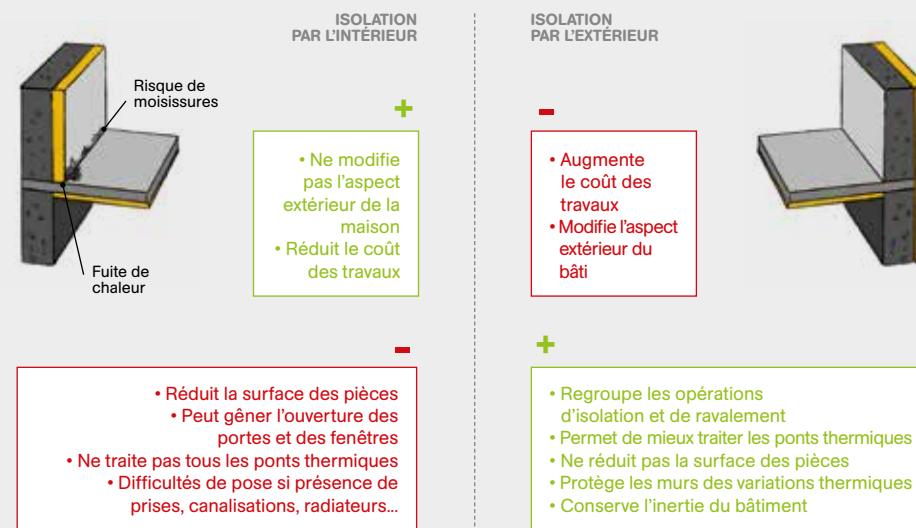 ISOLATION
PAR L'INTÉRIEUR
Risque de
moisissures
Fuite de
chaleur
+
• Ne modifie
pas l'aspect
extérieur de la
maison
• Réduit le coût
des travaux
-
• Réduit la surface des pièces
• Peut gêner l'ouverture des
portes et des fenêtres
• Ne traite pas tous les ponts thermiques
• Difficultés de pose si présence de
prises, canalisations, radiateurs...
ISOLATION
PAR L'EXTÉRIEUR
-
• Augmente
le coût des
travaux
• Modifie l'aspect
extérieur du
bâti
+
• Regroupe les opérations
d'isolation et de ravalement
• Permet de mieux traiter les ponts thermiques
• Ne réduit pas la surface des pièces
• Protège les murs des variations thermiques
• Conserve l'inertie du bâtiment